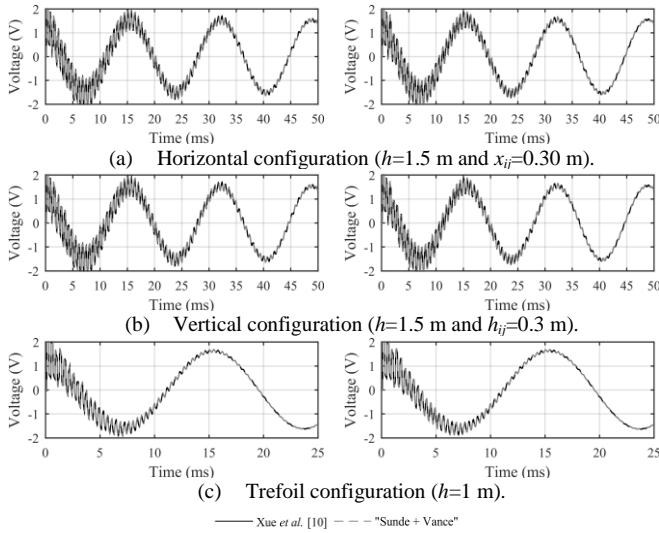 Voltage (V)
2
1
0
-1
-2
0 5 10 15 20 25 30 35 40 45 50
Time (ms)
Voltage (V)
2
1
0
-1
-2
0 5 10 15 20 25 30 35 40 45 50
Time (ms)
(a) Horizontal configuration (h=1.5 m and xij=0.30 m).
Voltage (V)
2
1
0
-1
-2
0 5 10 15 20 25 30 35 40 45 50
Time (ms)
Voltage (V)
2
1
0
-1
-2
0 5 10 15 20 25 30 35 40 45 50
Time (ms)
(b) Vertical configuration (h=1.5 m and hij=0.3 m).
Voltage (V)
2
1
0
-1
-2
0 5 10 15 20 25
Time (ms)
Voltage (V)
2
1
0
-1
-2
0 5 10 15 20 25
Time (ms)
(c) Trefoil configuration (h=1 m).
Xue et al. [10] "Sunde + Vance"